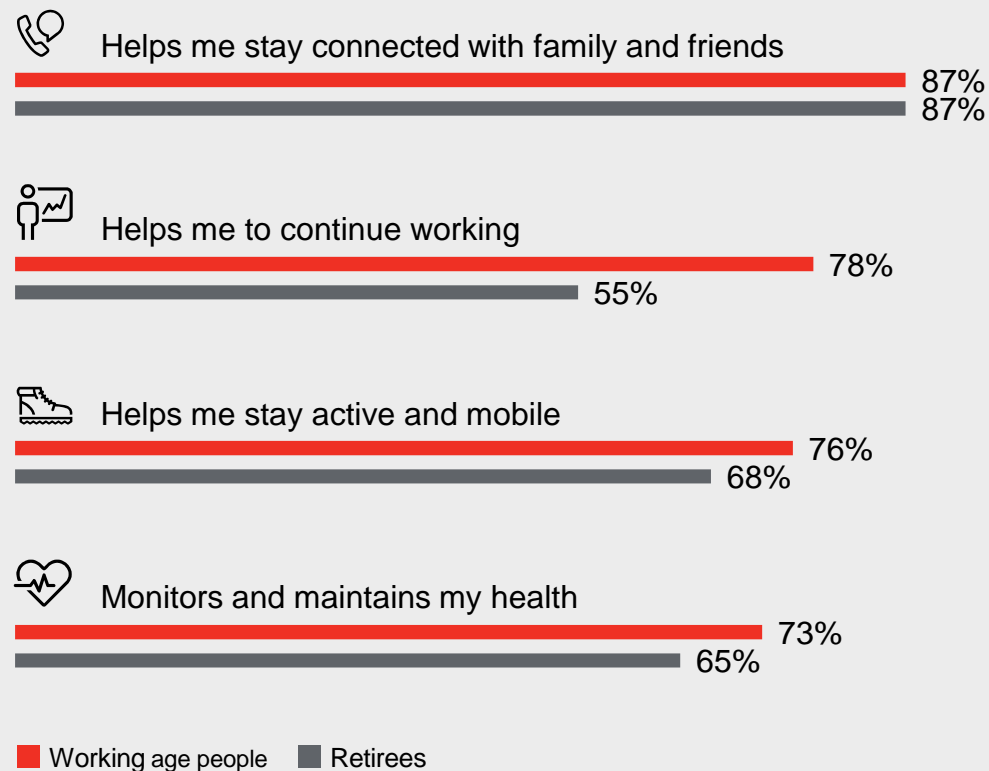 Helps me stay connected with family and friends
87%
87%
Helps me to continue working
78%
55%
Helps me stay active and mobile
76%
68%
Monitors and maintains my health
73%
65%
Working age people Retirees